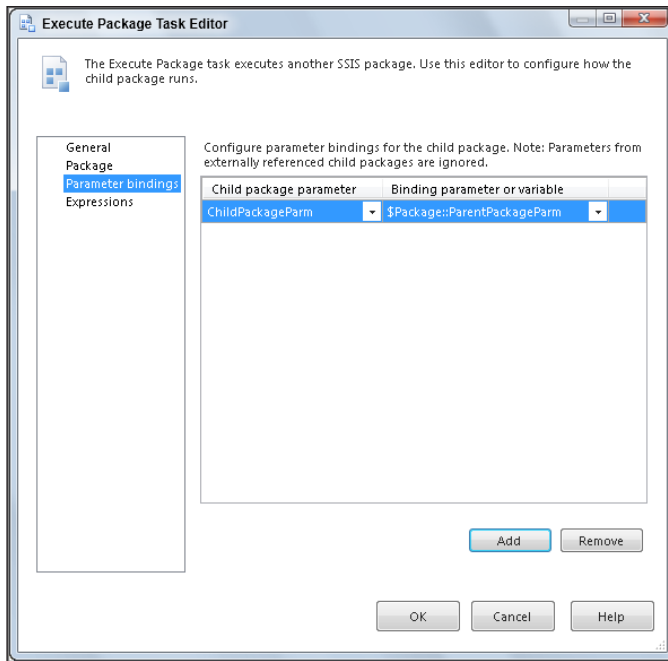 Execute Package Task Editor
The Execute Package task executes another SSIS package. Use this editor to configure how the
child package runs.
General
Package
Parameter bindings
Expressions
Configure parameter bindings for the child package. Note: Parameters from
externally referenced child packages are ignored.
Child package parameter Binding parameter or variable
ChildPackageParm $Package::ParentPackageParm
Add Remove
OK Cancel Help